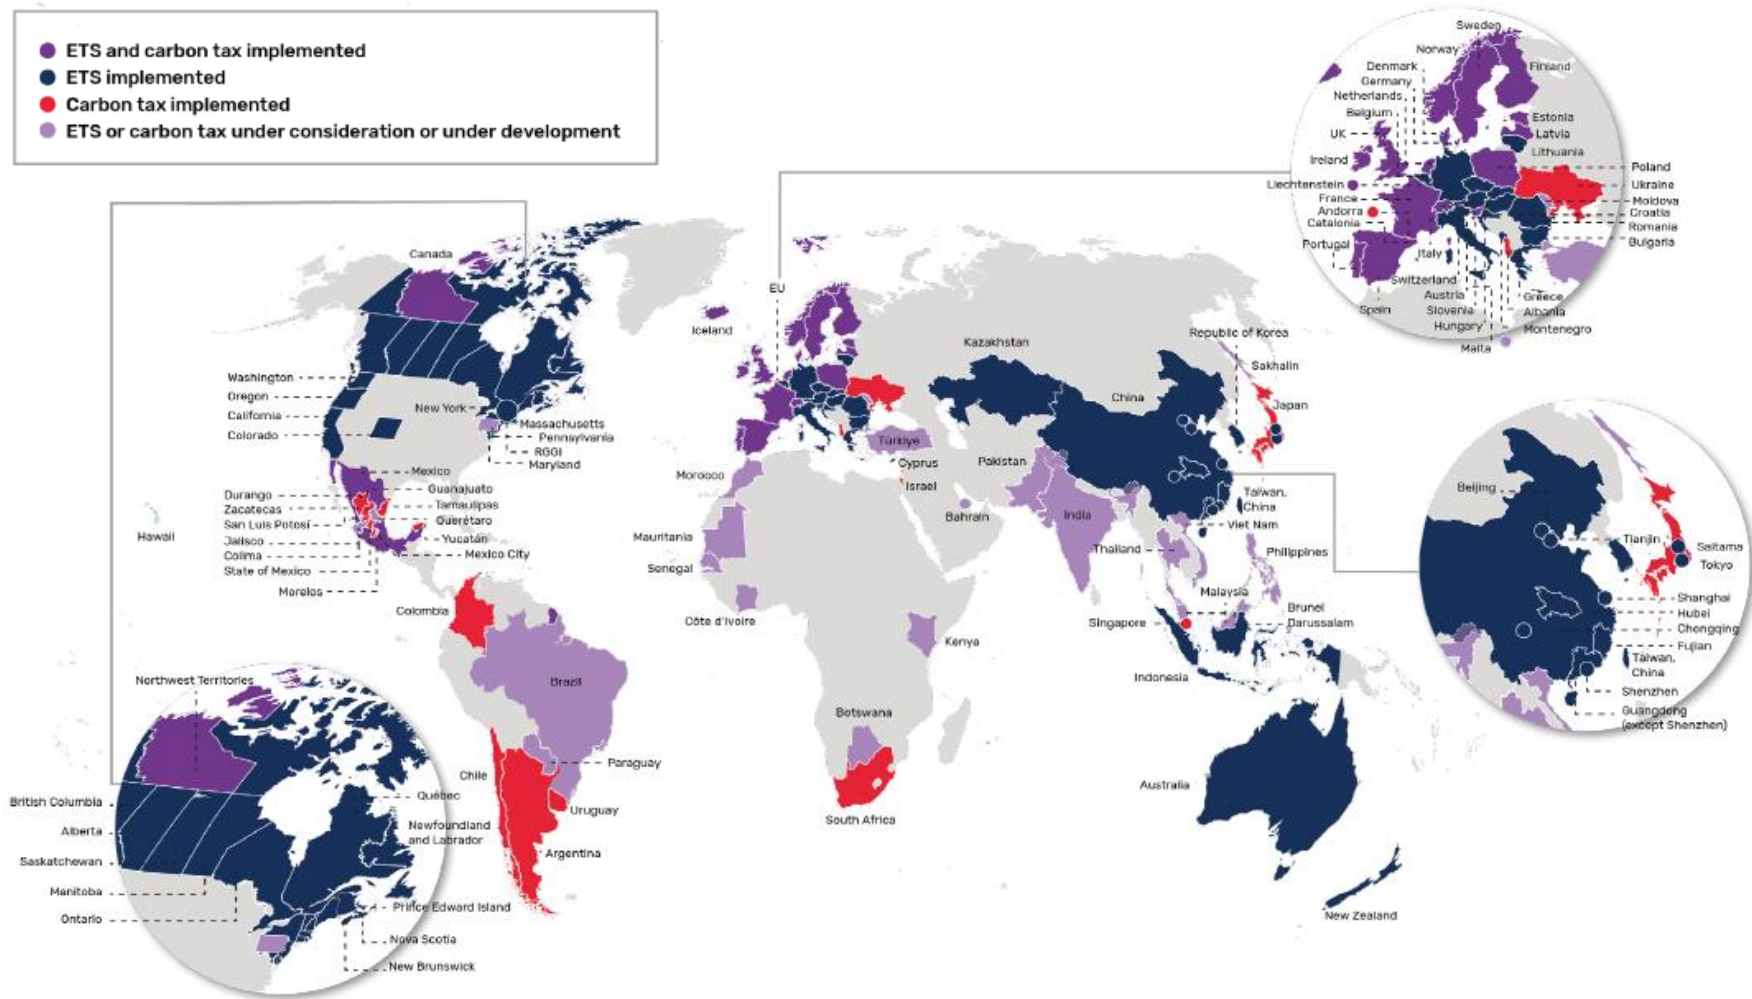 ETS and carbon tax implemented
ETS implemented
Carbon tax implemented
ETS or carbon tax under consideration or under development
Sweden
Norway
Finland
Denmark
Germany
Netherlands
Belgium
UK
Ireland
Liechtenstein
France
Andorra
Catalonia
Portugal
Spain
Estonia
Latvia
Lithuania
Poland
Ukraine
Moldova
Croatia
Romania
Bulgaria
Italy
Switzerland
Austria
Slovenia
Hungary
Malta
Greece
Albania
Montenegro
Canada
Iceland
EU
Washington
Oregon
California
Colorado
New York
Massachusetts
Pennsylvania
RGGI
Maryland
Hawaii
Mexico
Guanajuato
Tamaulipas
Querétaro
Yucatán
Mexico City
Durango
Zacatecas
San Luis Potosí
Jalisco
Colima
State of Mexico
Morelos
Colombia
Brazil
Paraguay
Chile
Uruguay
Argentina
Morocco
Mauritania
Senegal
Côte d'Ivoire
Kenya
Botswana
South Africa
Türkiye
Cyprus
Israel
Bahrain
Kazakhstan
Pakistan
India
China
Republic of Korea
Sakhalin
Japan
Taiwan,
China
Viet Nam
Thailand
Philippines
Malaysia
Singapore
Brunei
Darussalam
Indonesia
Australia
New Zealand
Beijing
Tianjin
Saitama
Tokyo
Shanghai
Hubei
Chongqing
Fujian
Taiwan,
China
Shenzhen
Guangdong
(except Shenzhen)
Northwest Territories
British Columbia
Alberta
Saskatchewan
Manitoba
Ontario
Québec
Newfoundland
and Labrador
Prince Edward Island
Nova Scotia
New Brunswick